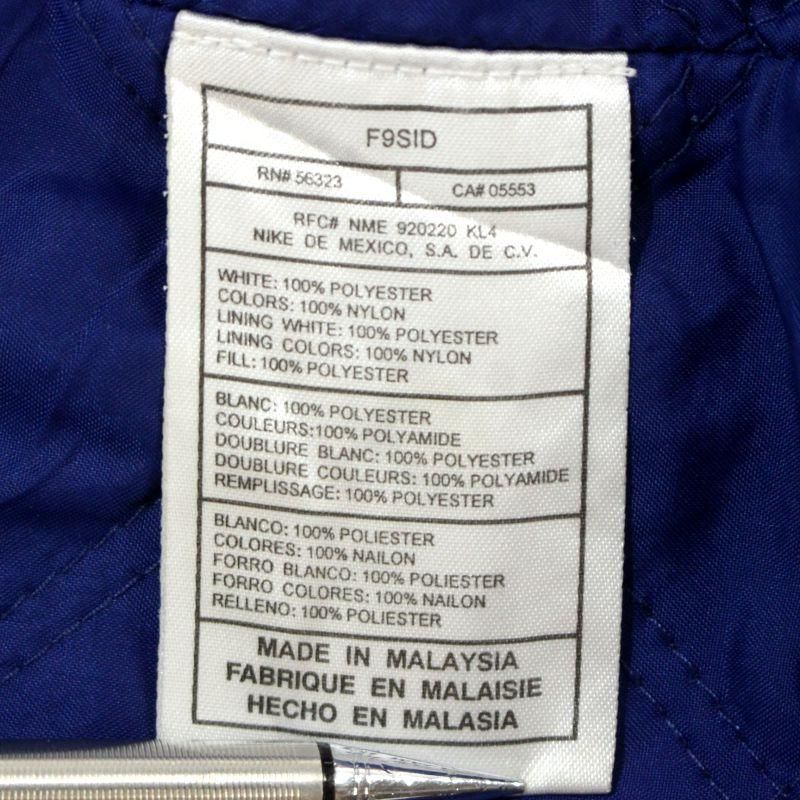 F9SID
RN# 56323 CA# 05553
RFC# NME 920220 KL4
NIKE DE MEXICO, S.A. DE C.V.
WHITE: 100% POLYESTER
COLORS: 100% NYLON
LINING WHITE: 100% POLYESTER
LINING COLORS: 100% NYLON
FILL: 100% POLYESTER
BLANC: 100% POLYESTER
COULEURS:100% POLYAMIDE
DOUBLURE BLANC: 100% POLYESTER
DOUBLURE COULEURS: 100% POLYAMIDE
REMPLISSAGE: 100% POLYESTER
BLANCO: 100% POLIESTER
COLORES: 100% NAILON
FORRO BLANCO: 100% POLIESTER
FORRO COLORES: 100% NAILON
RELLENO: 100% POLIESTER
MADE IN MALAYSIA
FABRIQUE EN MALAISIE
HECHO EN MALASIA